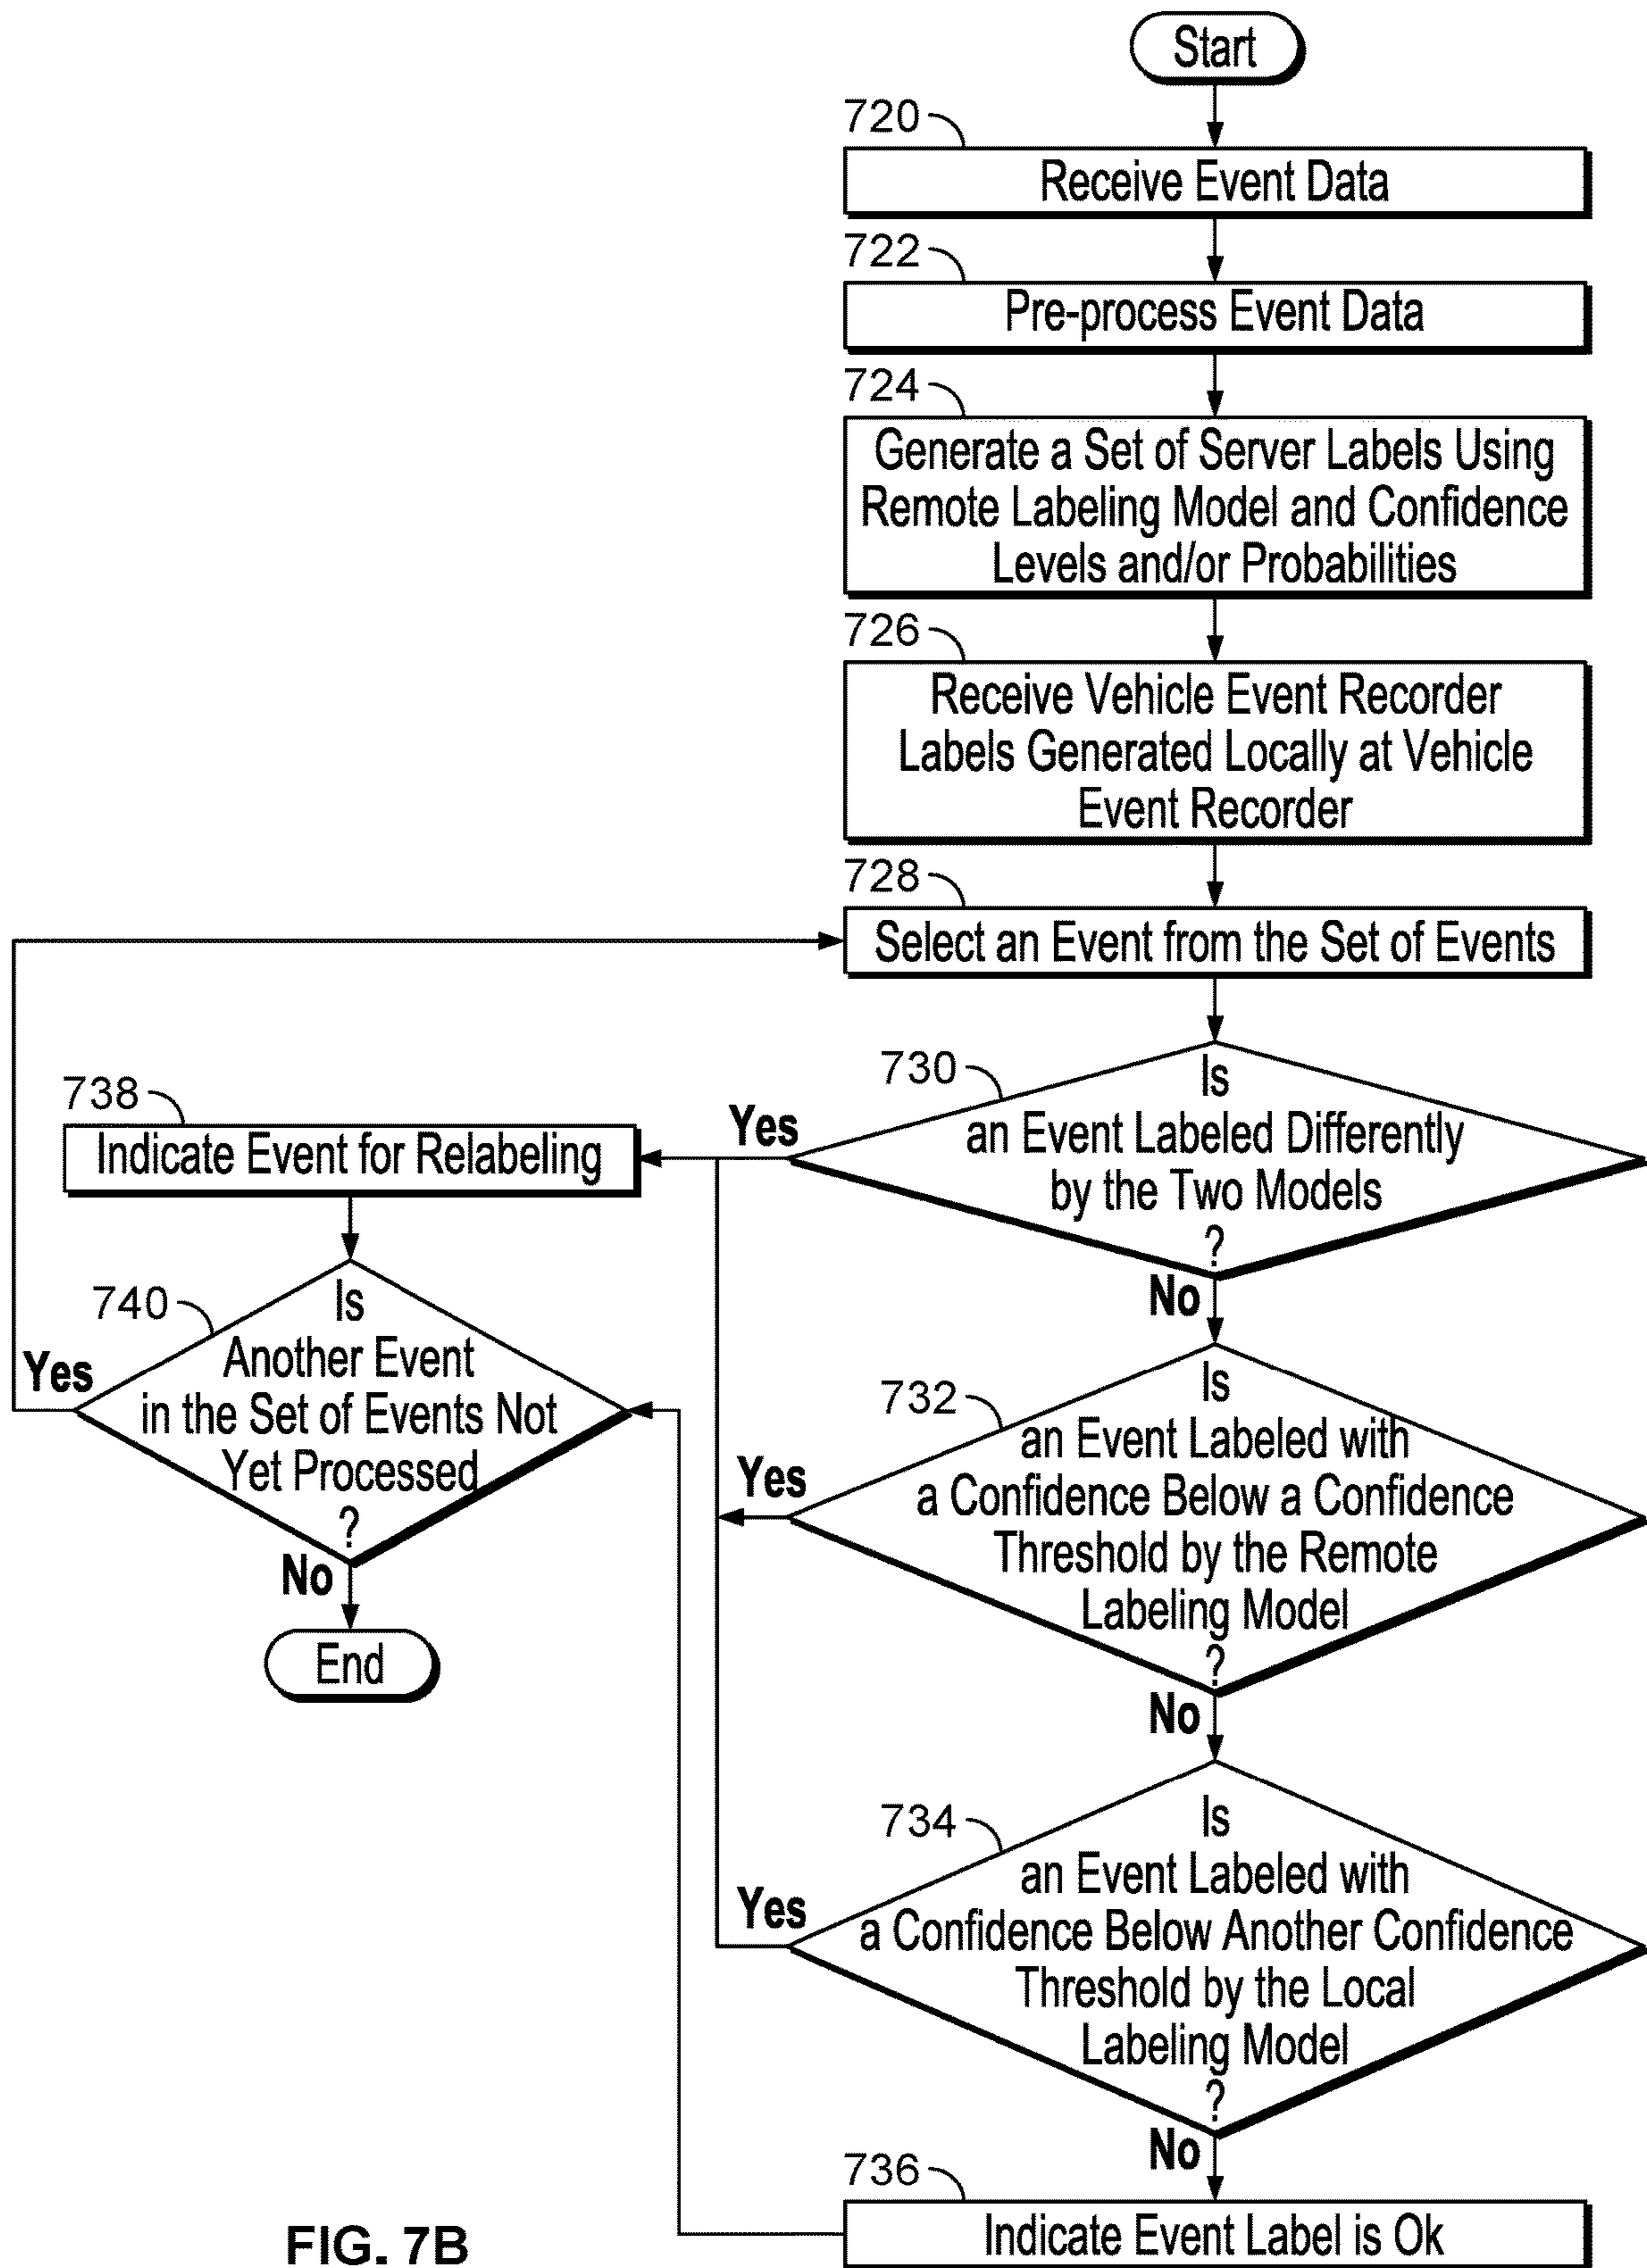 Start
720
Receive Event Data
722
Pre-process Event Data
724
Generate a Set of Server Labels Using
Remote Labeling Model and Confidence
Levels and/or Probabilities
726
Receive Vehicle Event Recorder
Labels Generated Locally at Vehicle
Event Recorder
728
Select an Event from the Set of Events
730
Is
an Event Labeled Differently
by the Two Models
?
Yes
No
738
Indicate Event for Relabeling
740
Is
Another Event
in the Set of Events Not
Yet Processed
?
Yes
No
End
732
Is
an Event Labeled with
a Confidence Below a Confidence
Threshold by the Remote
Labeling Model
?
Yes
No
734
Is
an Event Labeled with
a Confidence Below Another Confidence
Threshold by the Local
Labeling Model
?
Yes
No
736
Indicate Event Label is Ok
FIG. 7B